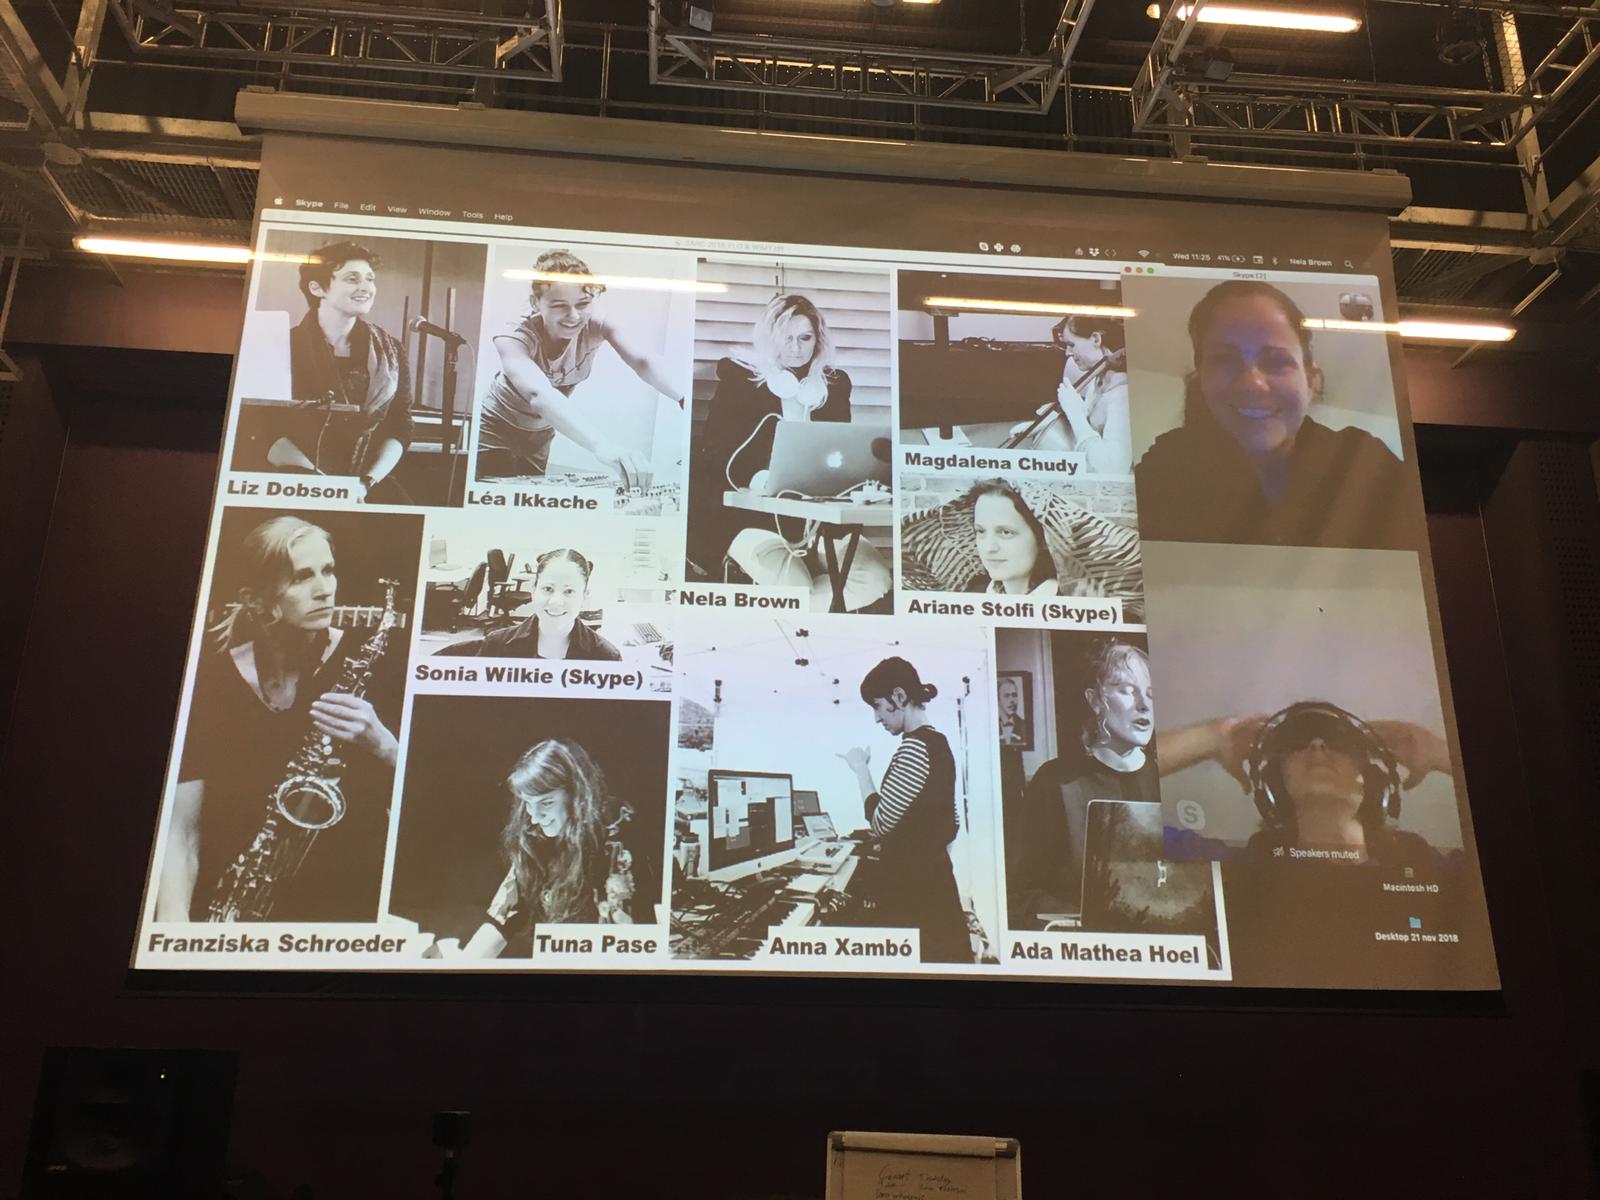 Skype File Edit View Window Tools Help
Wed 11:25 41% Nela Brown
Skype [2]
Liz Dobson
Léa Ikkache
Magdalena Chudy
Nela Brown
Ariane Stolfi (Skype)
Sonia Wilkie (Skype)
Speakers muted
Macintosh HD
Desktop 21 nov 2018
Franziska Schroeder
Tuna Pase
Anna Xambó
Ada Mathea Hoel